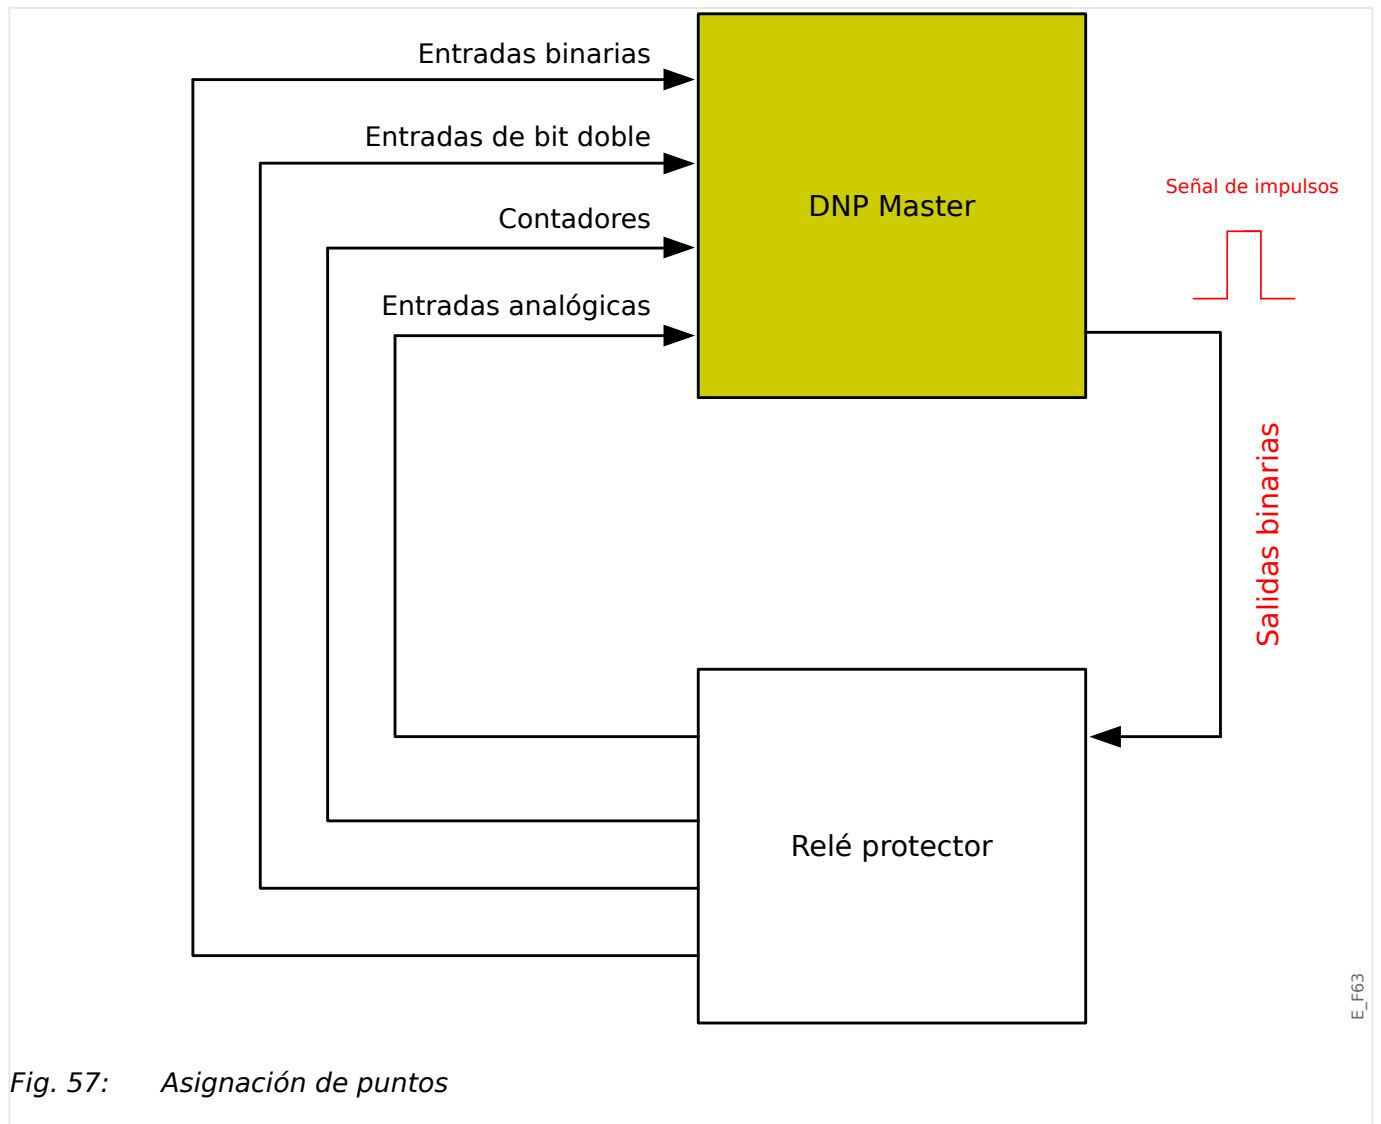 Entradas binarias
Entradas de bit doble
Contadores
Entradas analógicas
DNP Master
Señal de impulsos
Salidas binarias
Relé protector
E_F63
Fig. 57: Asignación de puntos